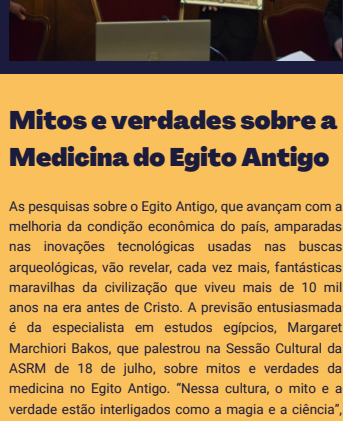 Mitos e verdades sobre a
Medicina do Egito Antigo
As pesquisas sobre o Egito Antigo, que avançam com a
melhoria da condição econômica do país, amparadas
nas inovações tecnológicas usadas nas buscas
arqueológicas, vão revelar, cada vez mais, fantásticas
maravilhas da civilização que viveu mais de 10 mil
anos na era antes de Cristo. A previsão entusiasmada
é da especialista em estudos egípcios, Margaret
Marchiori Bakos, que palestrou na Sessão Cultural da
ASRM de 18 de julho, sobre mitos e verdades da
medicina no Egito Antigo. “Nessa cultura, o mito e a
verdade estão interligados como a magia e a ciência”,